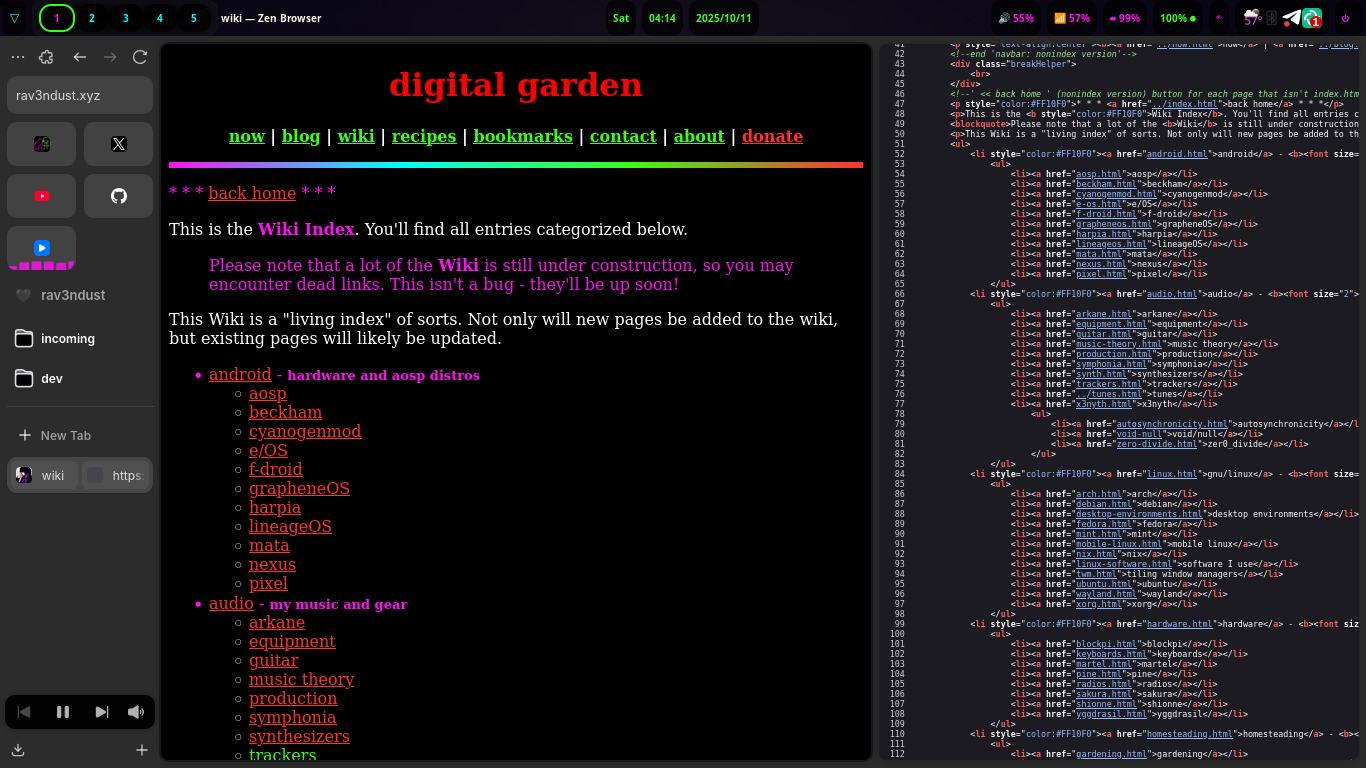 ▽ 1 2 3 4 5 wiki — Zen Browser Sat 04:14 2025/10/11 55% 57% 99% 100% 57° 1
rav3ndust.xyz
rav3ndust
incoming
dev
New Tab
wiki https:
digital garden
now | blog | wiki | recipes | bookmarks | contact | about | donate
* * * back home * * *
This is the Wiki Index. You'll find all entries categorized below.
Please note that a lot of the Wiki is still under construction, so you may
encounter dead links. This isn't a bug - they'll be up soon!
This Wiki is a "living index" of sorts. Not only will new pages be added to the wiki,
but existing pages will likely be updated.
• android - hardware and aosp distros
○ aosp
○ beckham
○ cyanogenmod
○ e/OS
○ f-droid
○ grapheneOS
○ harpia
○ lineageOS
○ mata
○ nexus
○ pixel
• audio - my music and gear
○ arkane
○ equipment
○ guitar
○ music theory
○ production
○ symphonia
○ synthesizers
○ trackers
41 <p style="text-align:center"><b><a href="../now.html">now</a> | <a href="../blog.
42 <!--end 'navbar: nonindex version'-->
43 <div class="breakHelper">
44 <br>
45 </div>
46 <!--' << back home ' (nonindex version) button for each page that isn't index.htm
47 <p style="color:#FF10F0">* * * <a href="../index.html">back home</a> * * *</p>
48 <p>This is the <b style="color:#FF10F0">Wiki Index</b>. You'll find all entries c
49 <blockquote>Please note that a lot of the <b>Wiki</b> is still under construction
50 <p>This Wiki is a "living index" of sorts. Not only will new pages be added to th
51 <ul>
52 <li style="color:#FF10F0"><a href="android.html">android</a> - <b><font size=
53 <ul>
54 <li><a href="aosp.html">aosp</a></li>
55 <li><a href="beckham.html">beckham</a></li>
56 <li><a href="cyanogenmod.html">cyanogenmod</a></li>
57 <li><a href="e-os.html">e/OS</a></li>
58 <li><a href="f-droid.html">f-droid</a></li>
59 <li><a href="grapheneos.html">grapheneOS</a></li>
60 <li><a href="harpia.html">harpia</a></li>
61 <li><a href="lineageos.html">lineageOS</a></li>
62 <li><a href="mata.html">mata</a></li>
63 <li><a href="nexus.html">nexus</a></li>
64 <li><a href="pixel.html">pixel</a></li>
65 </ul>
66 <li style="color:#FF10F0"><a href="audio.html">audio</a> - <b><font size="2">
67 <ul>
68 <li><a href="arkane.html">arkane</a></li>
69 <li><a href="equipment.html">equipment</a></li>
70 <li><a href="guitar.html">guitar</a></li>
71 <li><a href="music-theory.html">music theory</a></li>
72 <li><a href="production.html">production</a></li>
73 <li><a href="symphonia.html">symphonia</a></li>
74 <li><a href="synth.html">synthesizers</a></li>
75 <li><a href="trackers.html">trackers</a></li>
76 <li><a href="../tunes.html">tunes</a></li>
77 <li><a href="x3nyth.html">x3nyth</a></li>
78 <ul>
79 <li><a href="autosynchronicity.html">autosynchronicity</a></l
80 <li><a href="void-null">void/null</a></li>
81 <li><a href="zero-divide.html">zer0_divide</a></li>
82 </ul>
83 </ul>
84 <li style="color:#FF10F0"><a href="linux.html">gnu/linux</a> - <b><font size=
85 <ul>
86 <li><a href="arch.html">arch</a></li>
87 <li><a href="debian.html">debian</a></li>
88 <li><a href="desktop-environments.html">desktop environments</a></li>
89 <li><a href="fedora.html">fedora</a></li>
90 <li><a href="mint.html">mint</a></li>
91 <li><a href="mobile-linux.html">mobile linux</a></li>
92 <li><a href="nix.html">nix</a></li>
93 <li><a href="linux-software.html">software I use</a></li>
94 <li><a href="twm.html">tiling window managers</a></li>
95 <li><a href="ubuntu.html">ubuntu</a></li>
96 <li><a href="wayland.html">wayland</a></li>
97 <li><a href="xorg.html">xorg</a></li>
98 </ul>
99 <li style="color:#FF10F0"><a href="hardware.html">hardware</a> - <b><font siz
100 <ul>
101 <li><a href="blockpi.html">blockpi</a></li>
102 <li><a href="keyboards.html">keyboards</a></li>
103 <li><a href="martel.html">martel</a></li>
104 <li><a href="pine.html">pine</a></li>
105 <li><a href="radios.html">radios</a></li>
106 <li><a href="sakura.html">sakura</a></li>
107 <li><a href="shionne.html">shionne</a></li>
108 <li><a href="yggdrasil.html">yggdrasil</a></li>
109 </ul>
110 <li style="color:#FF10F0"><a href="homesteading.html">homesteading</a> - <b><
111 <ul>
112 <li><a href="gardening.html">gardening</a></li>